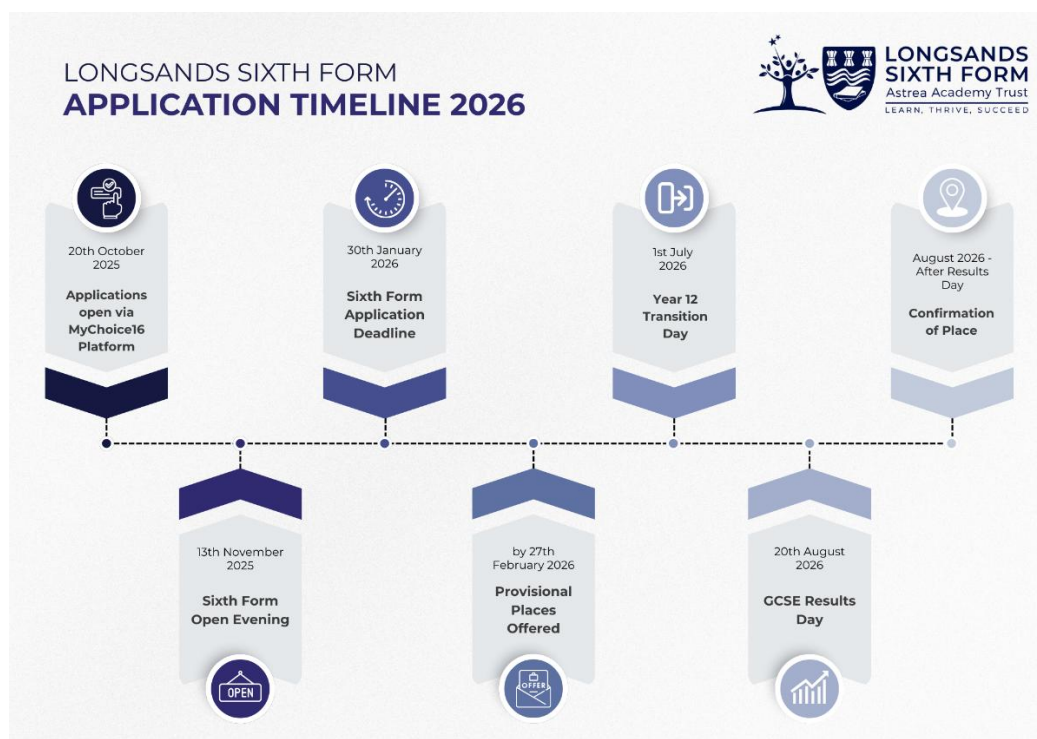 LONGSANDS SIXTH FORM
APPLICATION TIMELINE 2026
LONGSANDS
SIXTH FORM
Astrea Academy Trust
LEARN, THRIVE, SUCCEED
20th October
2025
Applications
open via
MyChoice16
Platform
13th November
2025
Sixth Form
Open Evening
OPEN
30th January
2026
Sixth Form
Application
Deadline
by 27th
February 2026
Provisional
Places
Offered
OFFER
1st July
2026
Year 12
Transition
Day
20th August
2026
GCSE Results
Day
August 2026 -
After Results
Day
Confirmation
of Place